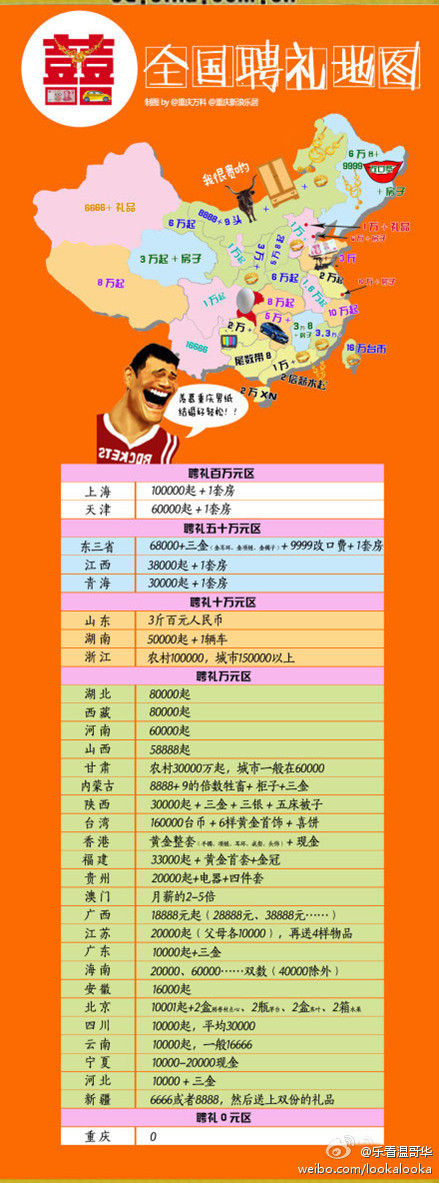 囍
全国聘礼地图
制图 by @重庆万科 @重庆新浪乐居
我很贵哟
6万8+
9999
改口费
+房子
6666+礼品
6万起
8888+9头
1万+
1万+礼品
3万起+房子
8万起
3万+
6万起
3斤
2万起
1万起
8万起
5万+
10万起
2万+
16666
尾数带8
1万+
3.3万+
16万台币
2万XN
羡慕重庆男纸
结婚好轻松！！
ROCKETS
聘礼百万元区
上海 100000起+1套房
天津 60000起+1套房
聘礼五十万元区
东三省 68000+三金（金耳环、金项链、金镯子）+9999改口费+1套房
江西 38000起+1套房
青海 30000起+1套房
聘礼十万元区
山东 3斤百元人民币
湖南 50000起+1辆车
浙江 农村100000，城市150000以上
聘礼万元区
湖北 80000起
西藏 80000起
河南 60000起
山西 58888起
甘肃 农村30000万起，城市一般在60000
内蒙古 8888+9的倍数牲畜+柜子+三金
陕西 30000起+三金+三银+五床被子
台湾 160000台币+6样黄金首饰+喜饼
香港 黄金整套（手镯、项链、耳环、戒指、头饰）+现金
福建 33000起+黄金首套+金冠
贵州 20000起+电器+四件套
澳门 月薪的2-5倍
广西 18888元起（28888元、38888元……）
江苏 20000起（父母各10000），再送4样物品
广东 10000起+三金
海南 20000、60000……双数（40000除外）
安徽 16000起
北京 10001起+2盒稻香村点心、2瓶茅台、2盒茶叶、2箱水果
四川 10000起，平均30000
云南 10000起，一般16666
宁夏 10000-20000现金
河北 10000+三金
新疆 6666或者8888，然后送上双份的礼品
聘礼0元区
重庆 0
@乐看温哥华
weibo.com/lookalooka